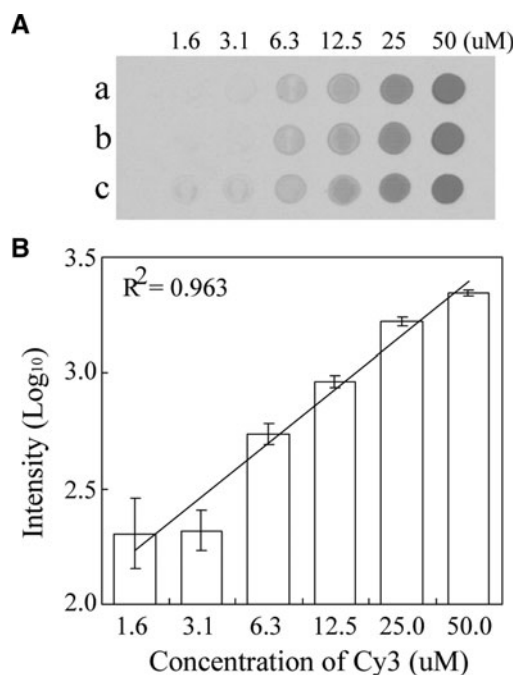 A
1.6 3.1 6.3 12.5 25 50 (uM)
a
b
c
B
R2 = 0.963
3.5
3.0
2.5
2.0
Intensity (Log10)
1.6 3.1 6.3 12.5 25.0 50.0
Concentration of Cy3 (uM)